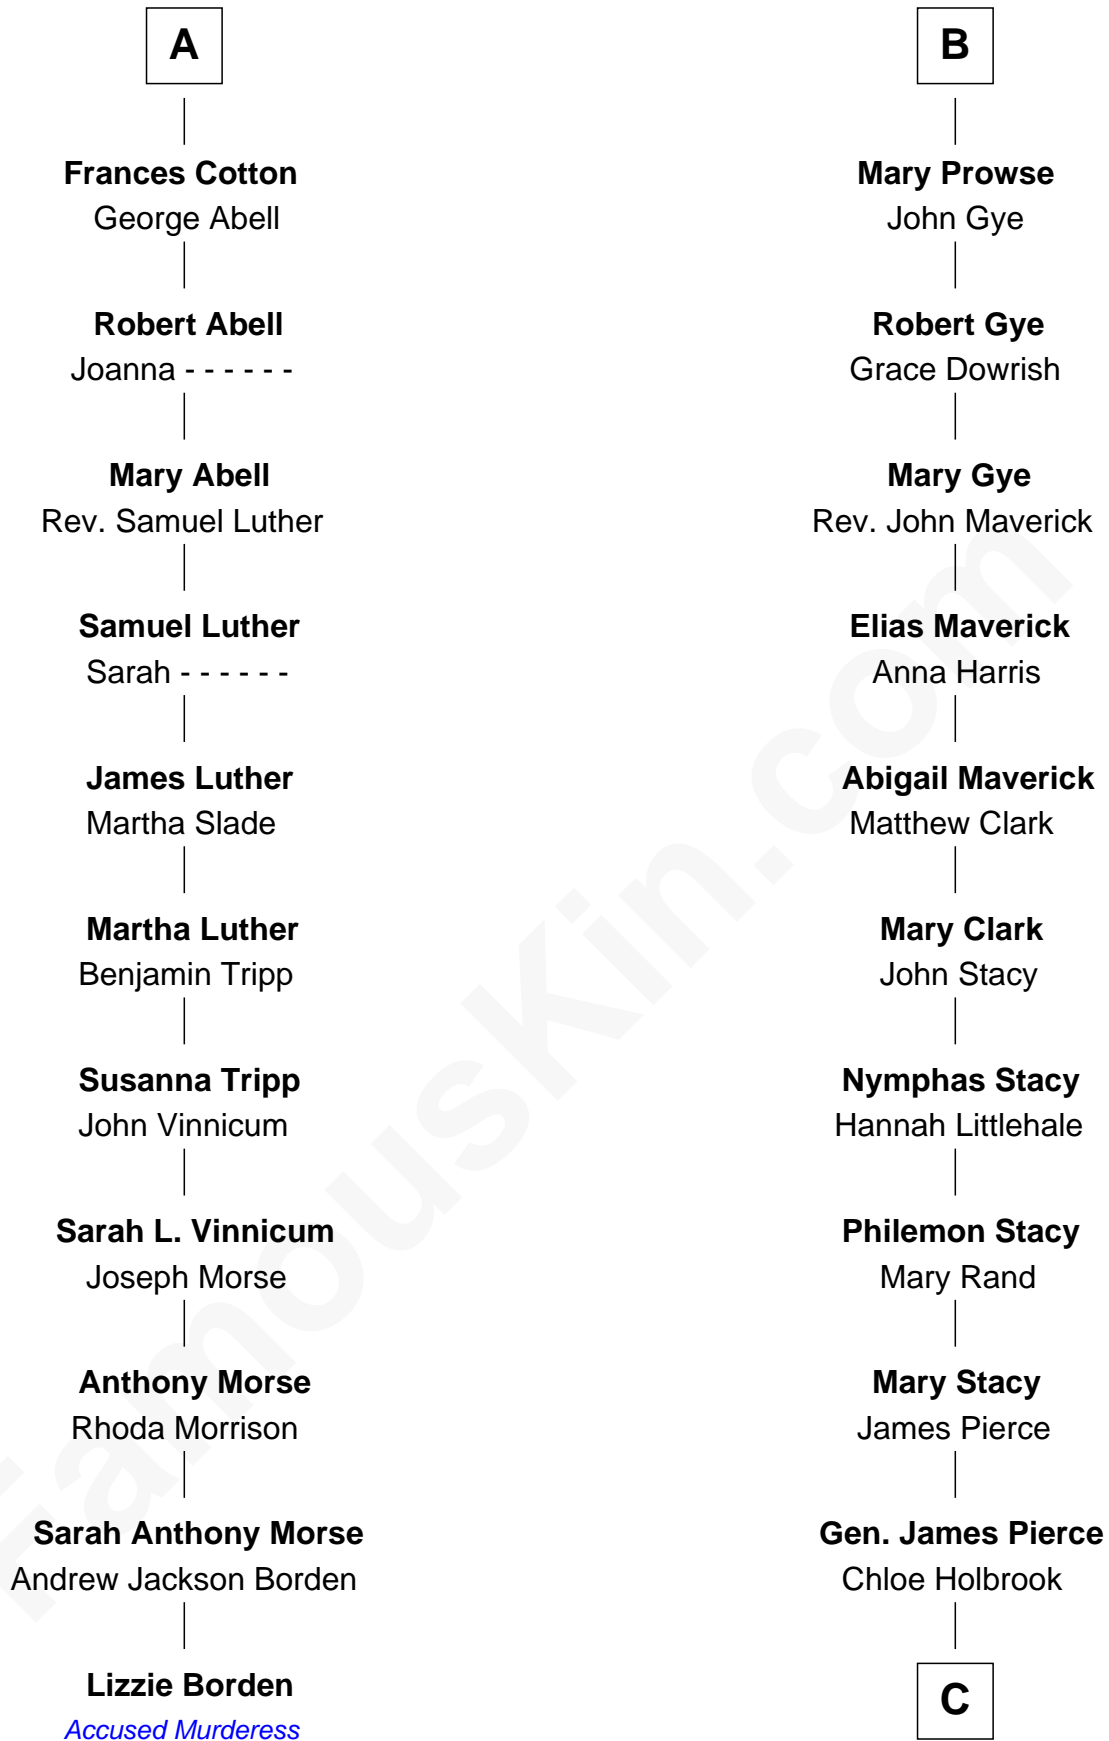 A
Frances Cotton
George Abell
Robert Abell
Joanna - - - - - -
Mary Abell
Rev. Samuel Luther
Samuel Luther
Sarah - - - - - -
James Luther
Martha Slade
Martha Luther
Benjamin Tripp
Susanna Tripp
John Vinnicum
Sarah L. Vinnicum
Joseph Morse
Anthony Morse
Rhoda Morrison
Sarah Anthony Morse
Andrew Jackson Borden
Lizzie Borden
Accused Murderess
B
Mary Prowse
John Gye
Robert Gye
Grace Dowrish
Mary Gye
Rev. John Maverick
Elias Maverick
Anna Harris
Abigail Maverick
Matthew Clark
Mary Clark
John Stacy
Nymphas Stacy
Hannah Littlehale
Philemon Stacy
Mary Rand
Mary Stacy
James Pierce
Gen. James Pierce
Chloe Holbrook
C
FamousKin.com